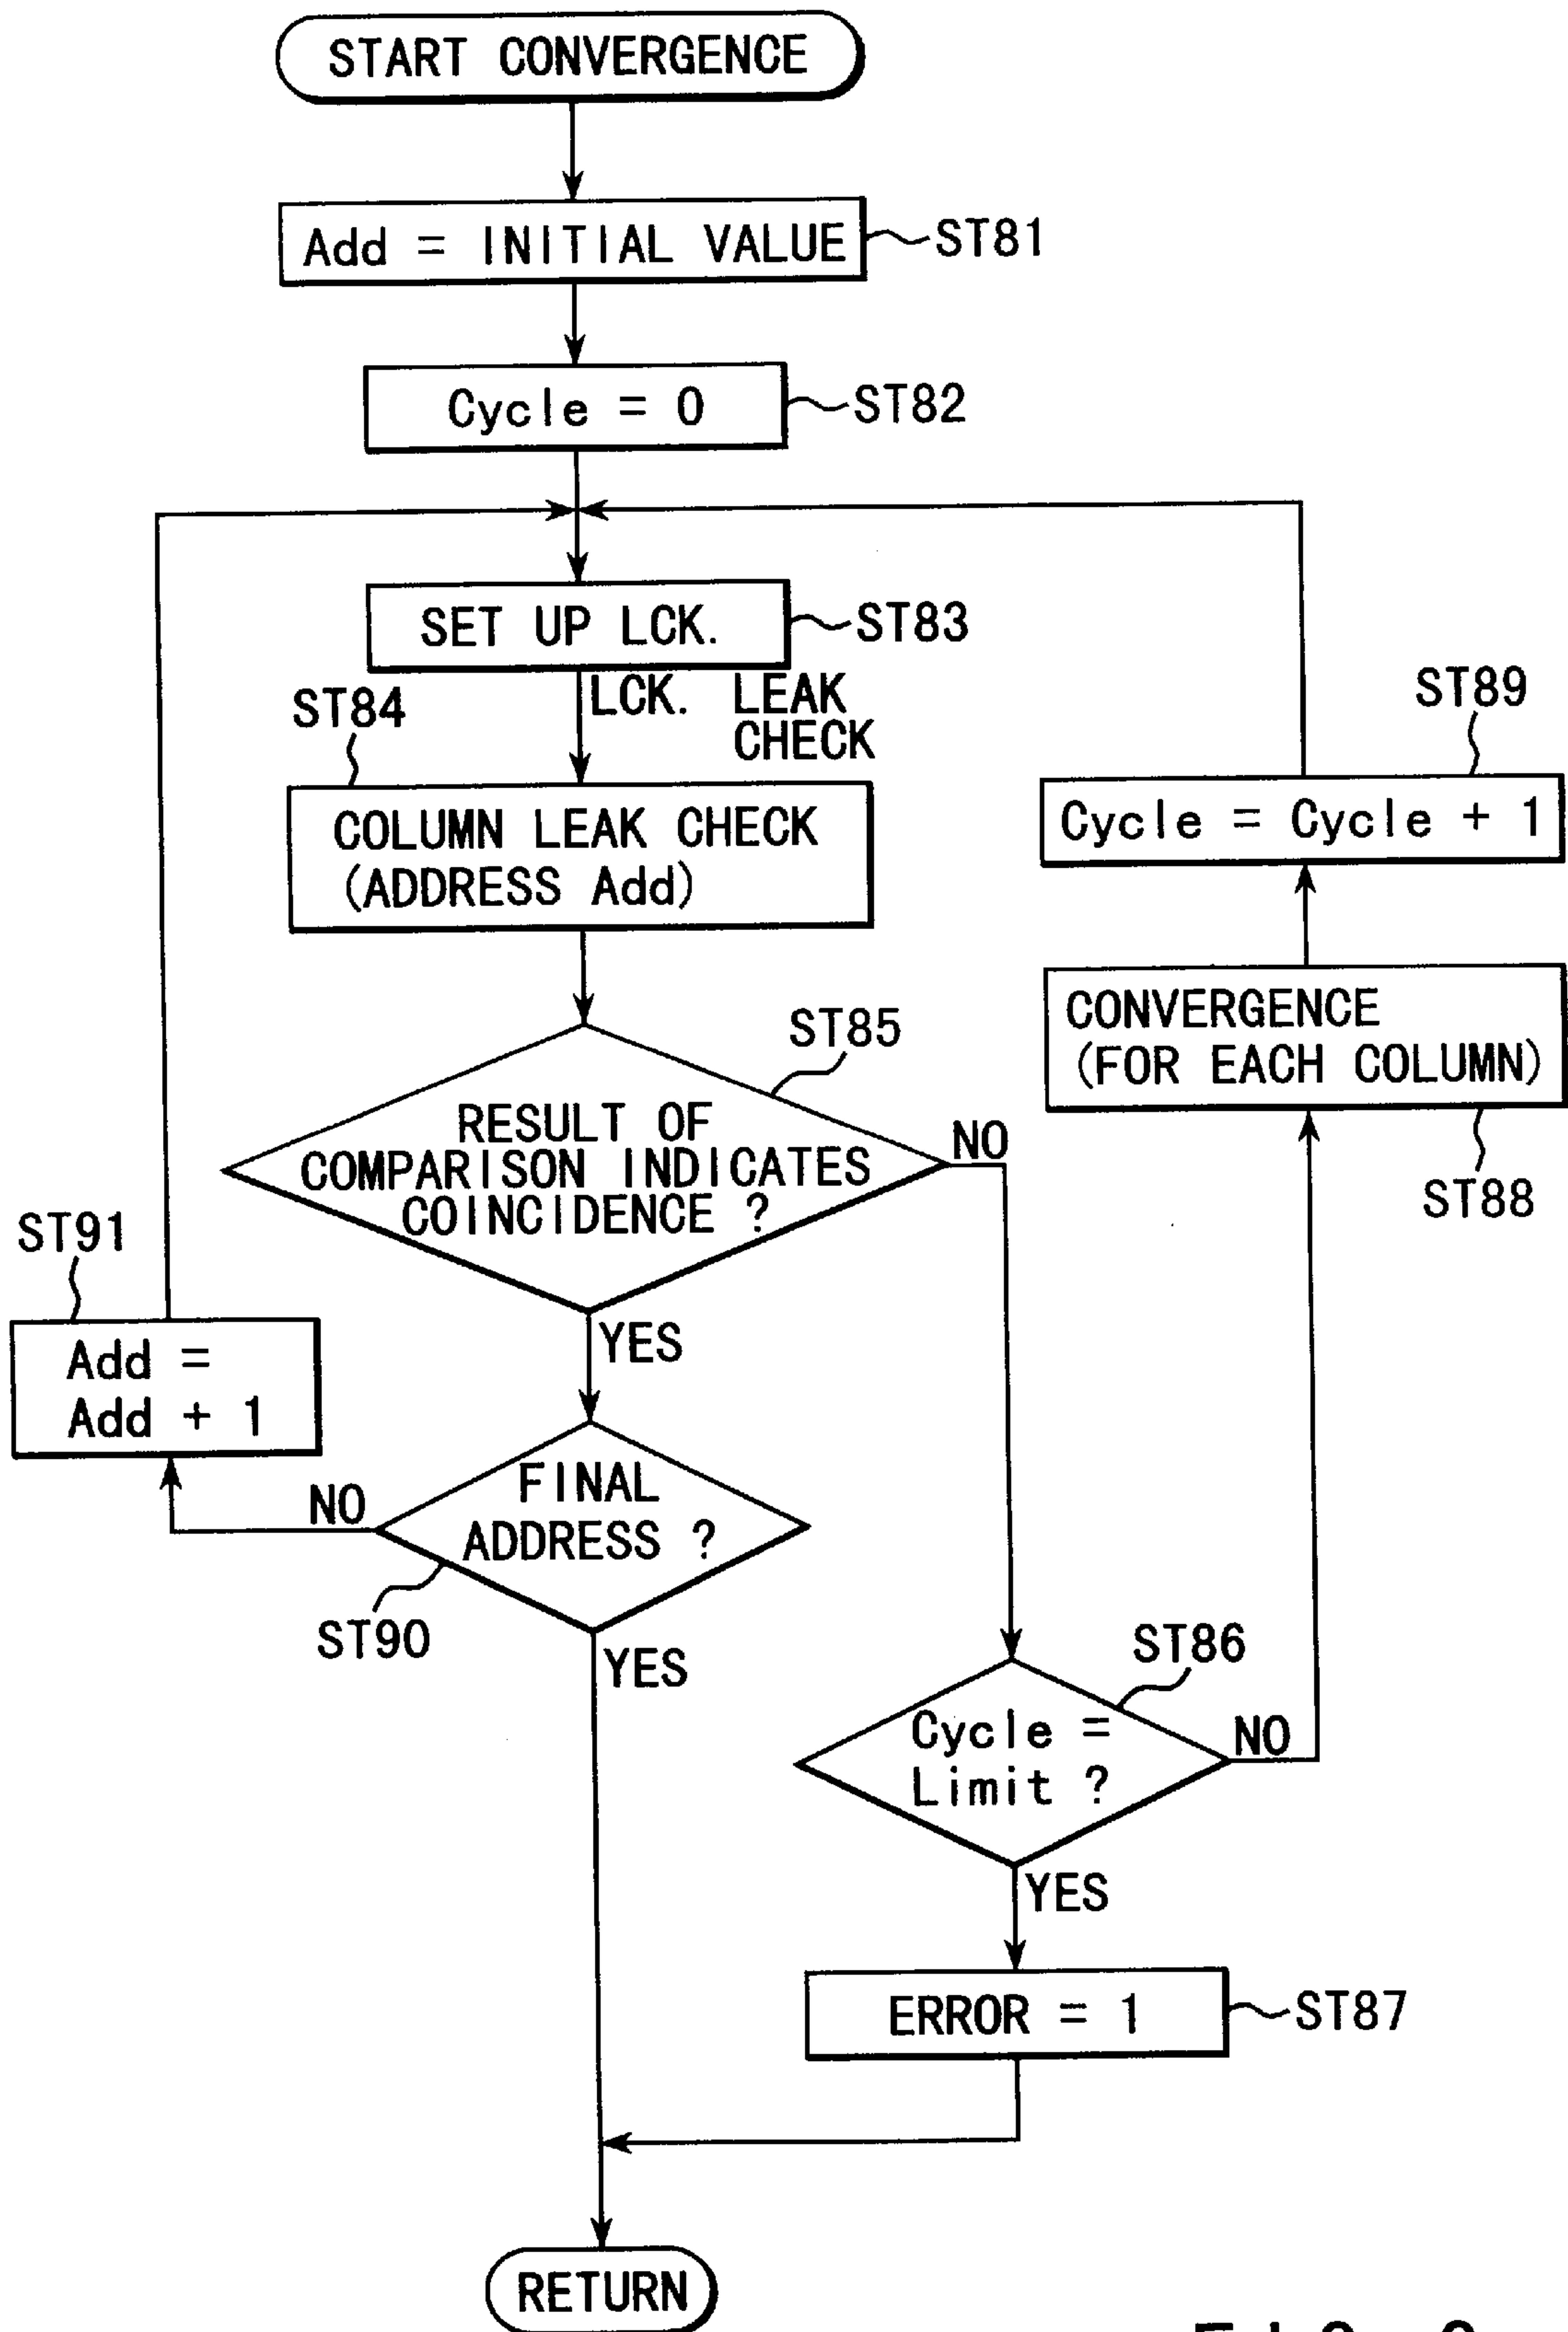 START CONVERGENCE
Add = INITIAL VALUE
ST81
Cycle = 0
ST82
SET UP LCK.
ST83
LCK. LEAK
CHECK
ST84
COLUMN LEAK CHECK
(ADDRESS Add)
ST89
Cycle = Cycle + 1
CONVERGENCE
(FOR EACH COLUMN)
ST88
ST85
RESULT OF
COMPARISON INDICATES
COINCIDENCE ?
NO
YES
ST91
Add =
Add + 1
NO
FINAL
ADDRESS ?
ST90
YES
ST86
Cycle =
Limit ?
NO
YES
ERROR = 1
ST87
RETURN